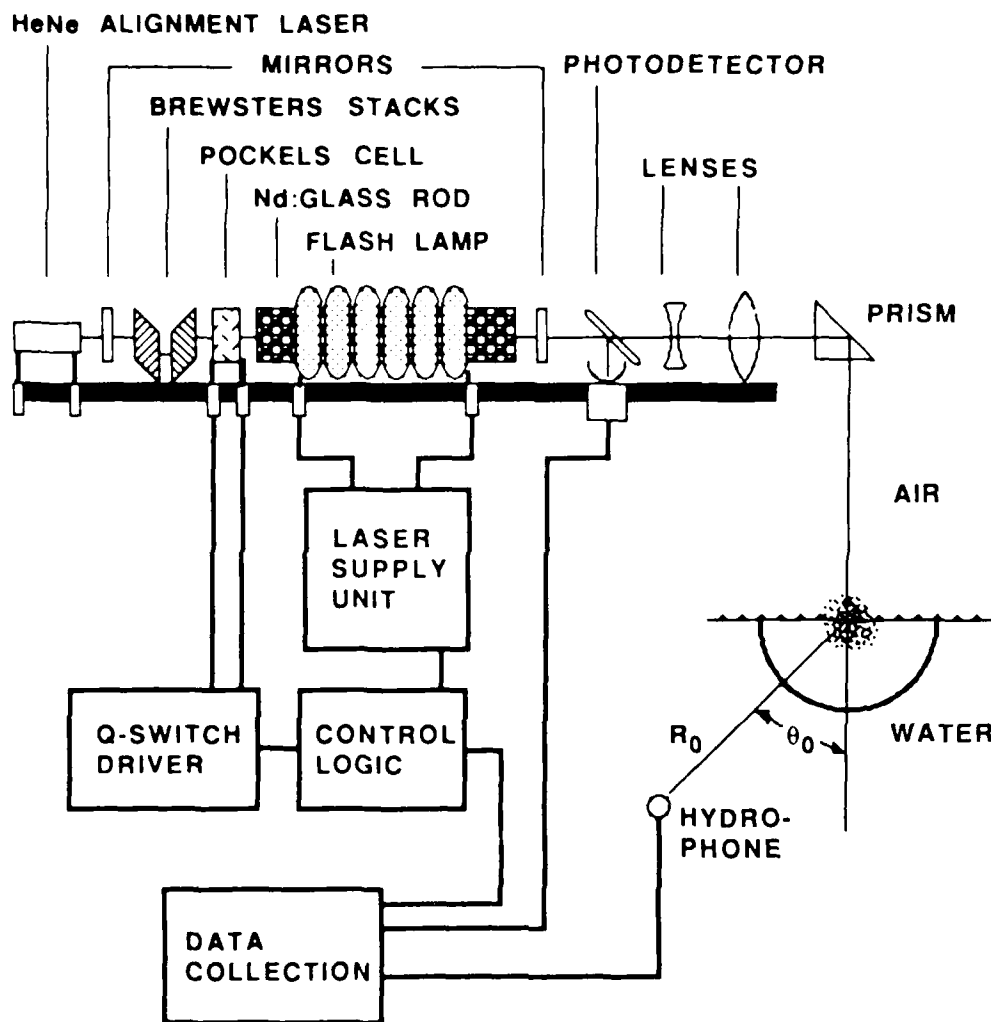 HeNe ALIGNMENT LASER
MIRRORS
PHOTODETECTOR
BREWSTERS STACKS
POCKELS CELL
LENSES
Nd:GLASS ROD
FLASH LAMP
PRISM
AIR
LASER
SUPPLY
UNIT
Q-SWITCH
DRIVER
CONTROL
LOGIC
R0
θ0
WATER
HYDRO-
PHONE
DATA
COLLECTION